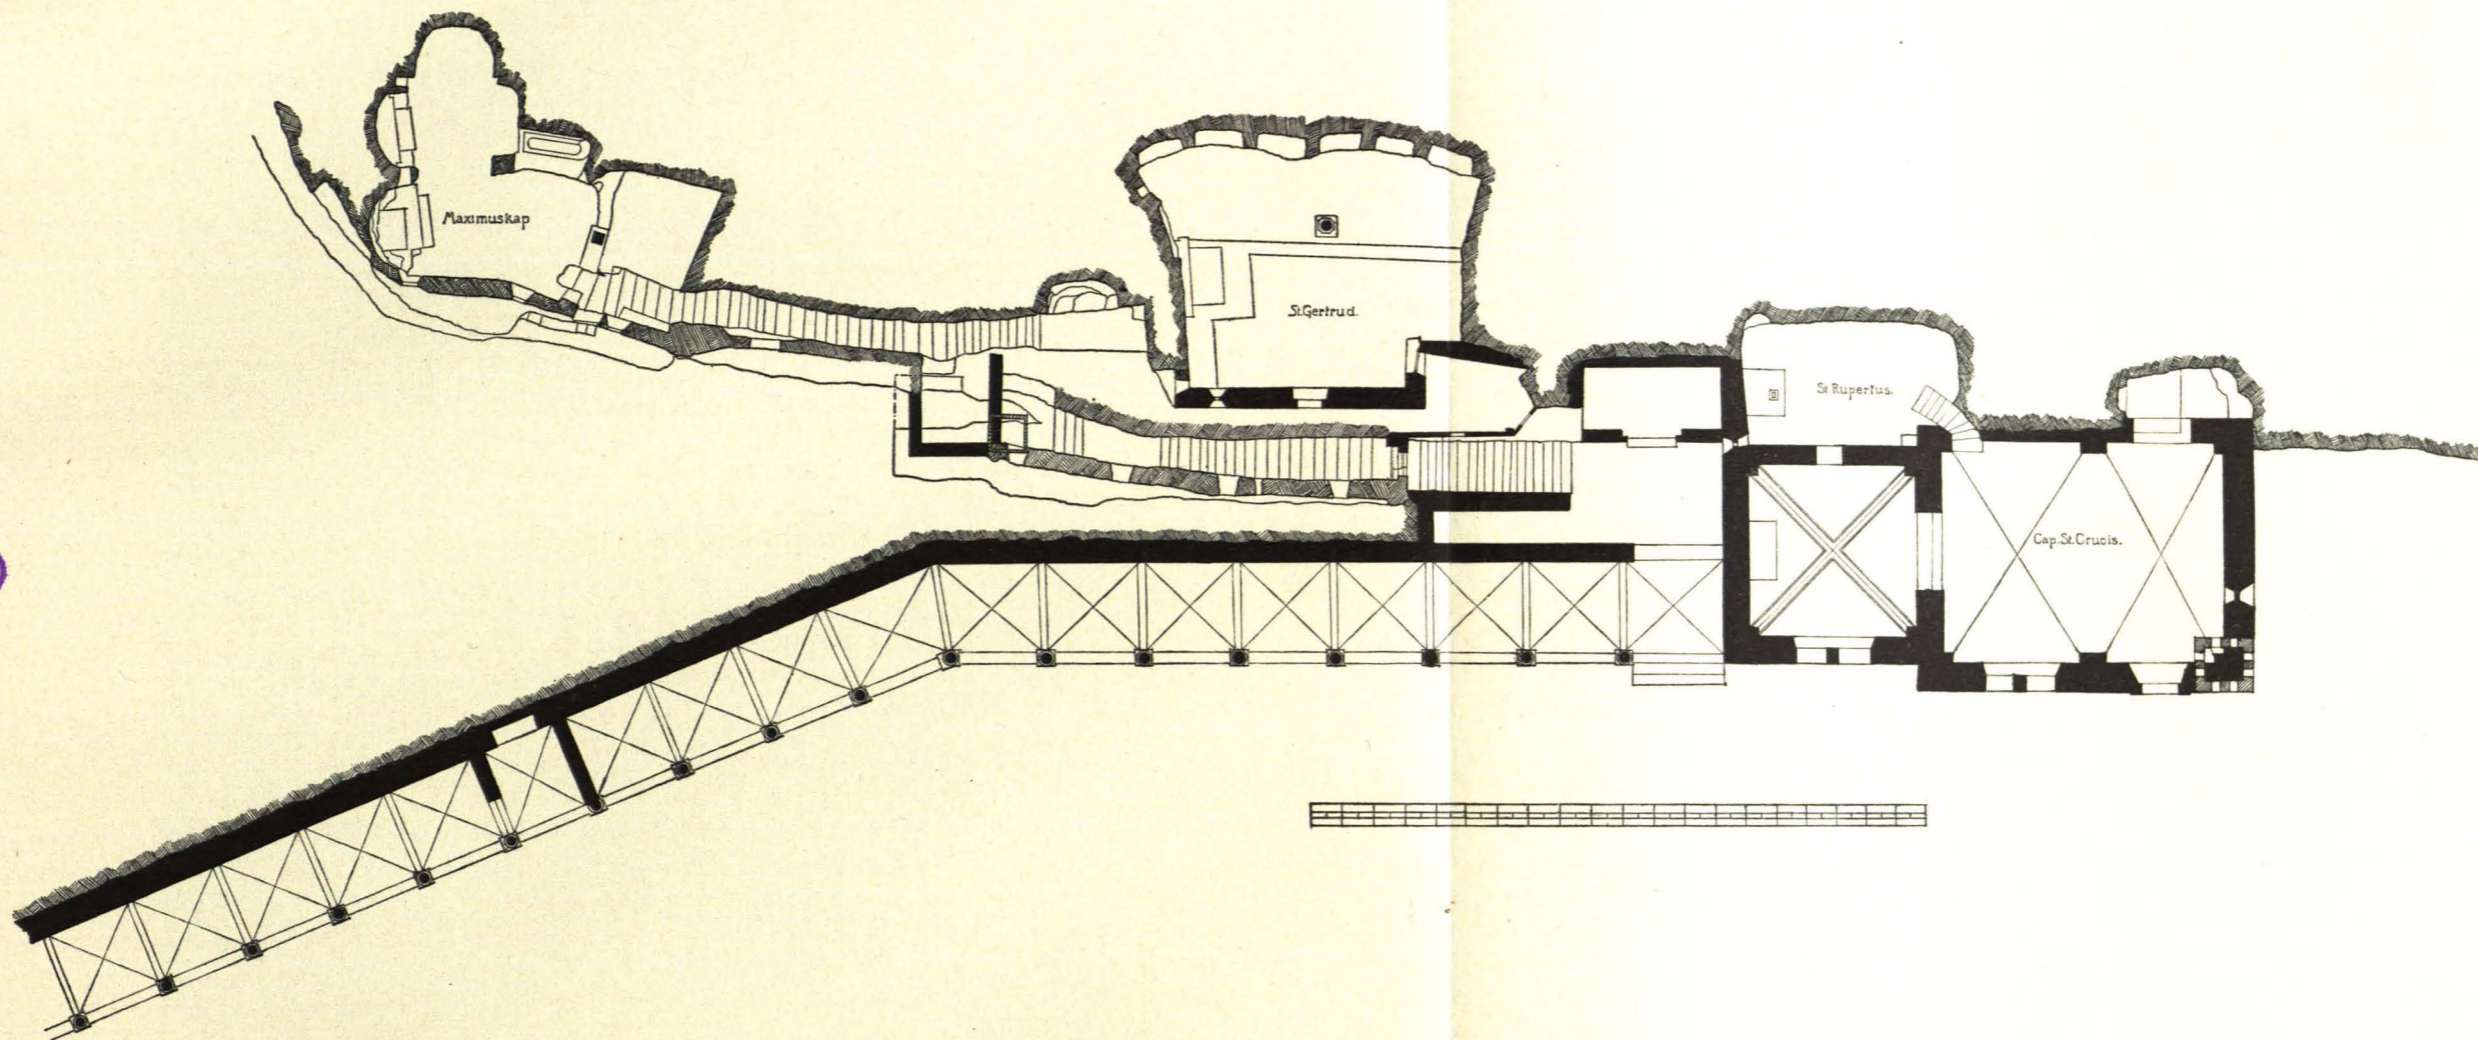 Maximuskap
St. Gertrud.
St. Rupertus.
Cap. St. Crucis.